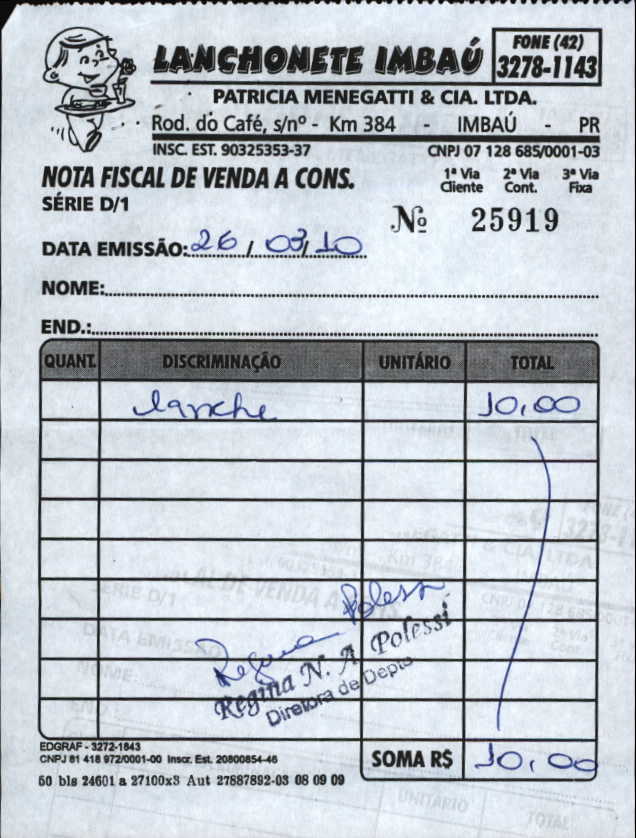 LANCHONETE IMBAÚ
FONE (42)
3278-1143
PATRICIA MENEGATTI & CIA. LTDA.
Rod. do Café, s/nº - Km 384 IMBAÚ - PR
INSC. EST. 90325353-37 CNPJ 07 128 685/0001-03
NOTA FISCAL DE VENDA A CONS.
1ª Via Cliente 2ª Via Cont. 3ª Via Fixa
SÉRIE D/1
Nº 25919
DATA EMISSÃO: 26 / 03 / 10
NOME:
END.:
QUANT. DISCRIMINAÇÃO UNITÁRIO TOTAL
lanche 10,00
Regina Polessi
Regina N. A. Polessi
Diretora de Depto
EDGRAF - 3272-1843
CNPJ 81 418 972/0001-00 Inscr. Est. 20800854-46
SOMA R$ 10,00
50 bls 24601 a 27100x3 Aut 27887892-03 08 09 09